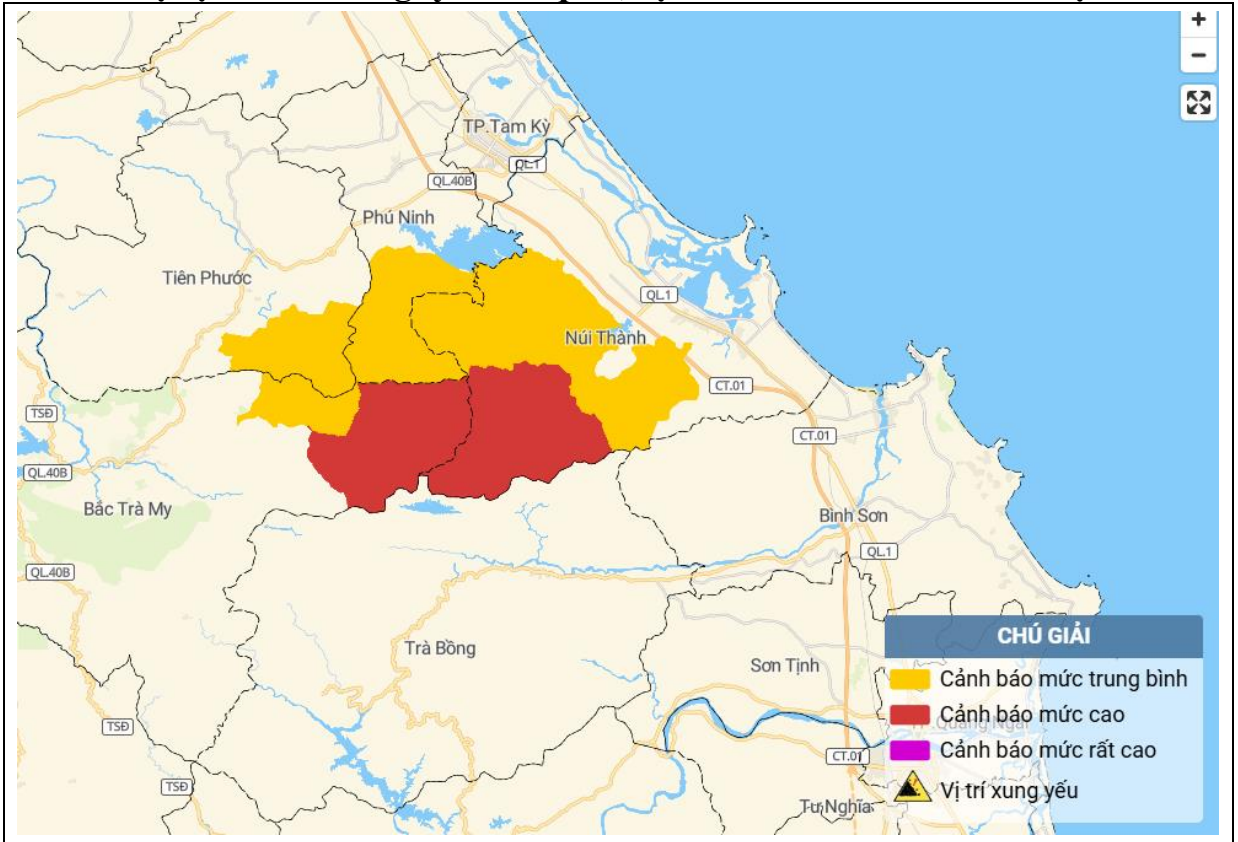 +
−
TP.Tam Kỳ
QL.1
QL.40B
Phú Ninh
Tiên Phước
QL.1
Núi Thành
CT.01
TSĐ
CT.01
QL.40B
Bắc Trà My
Bình Sơn
QL.1
QL.40B
CHÚ GIẢI
Trà Bồng
Sơn Tịnh
Cảnh báo mức trung bình
Cảnh báo mức cao
TP.Quảng Ngãi
TSĐ
Cảnh báo mức rất cao
CT.01
TSĐ
Vị trí xung yếu
Tư Nghĩa